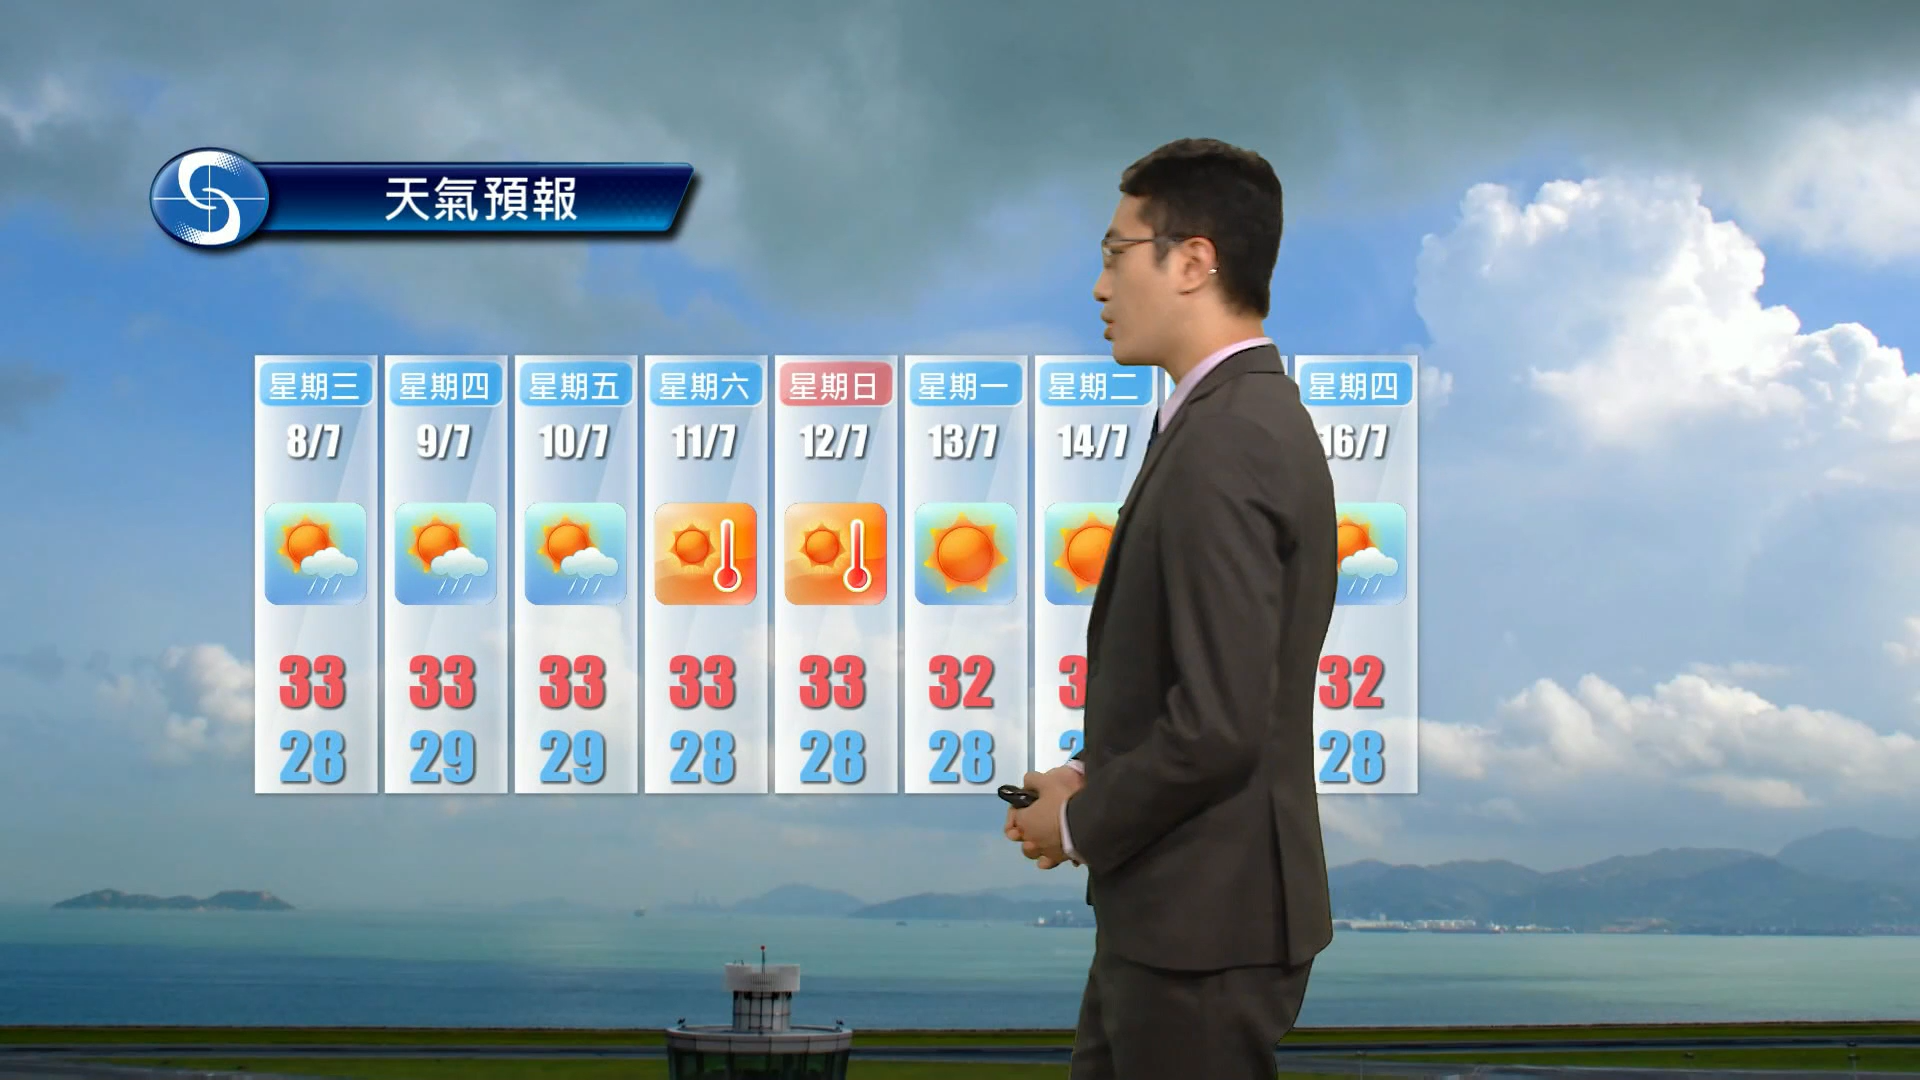 天氣預報
星期三 星期四 星期五 星期六 星期日 星期一 星期二 星期四
8/7 9/7 10/7 11/7 12/7 13/7 14/7 16/7
33 33 33 33 33 32 32
28 29 29 28 28 28 28